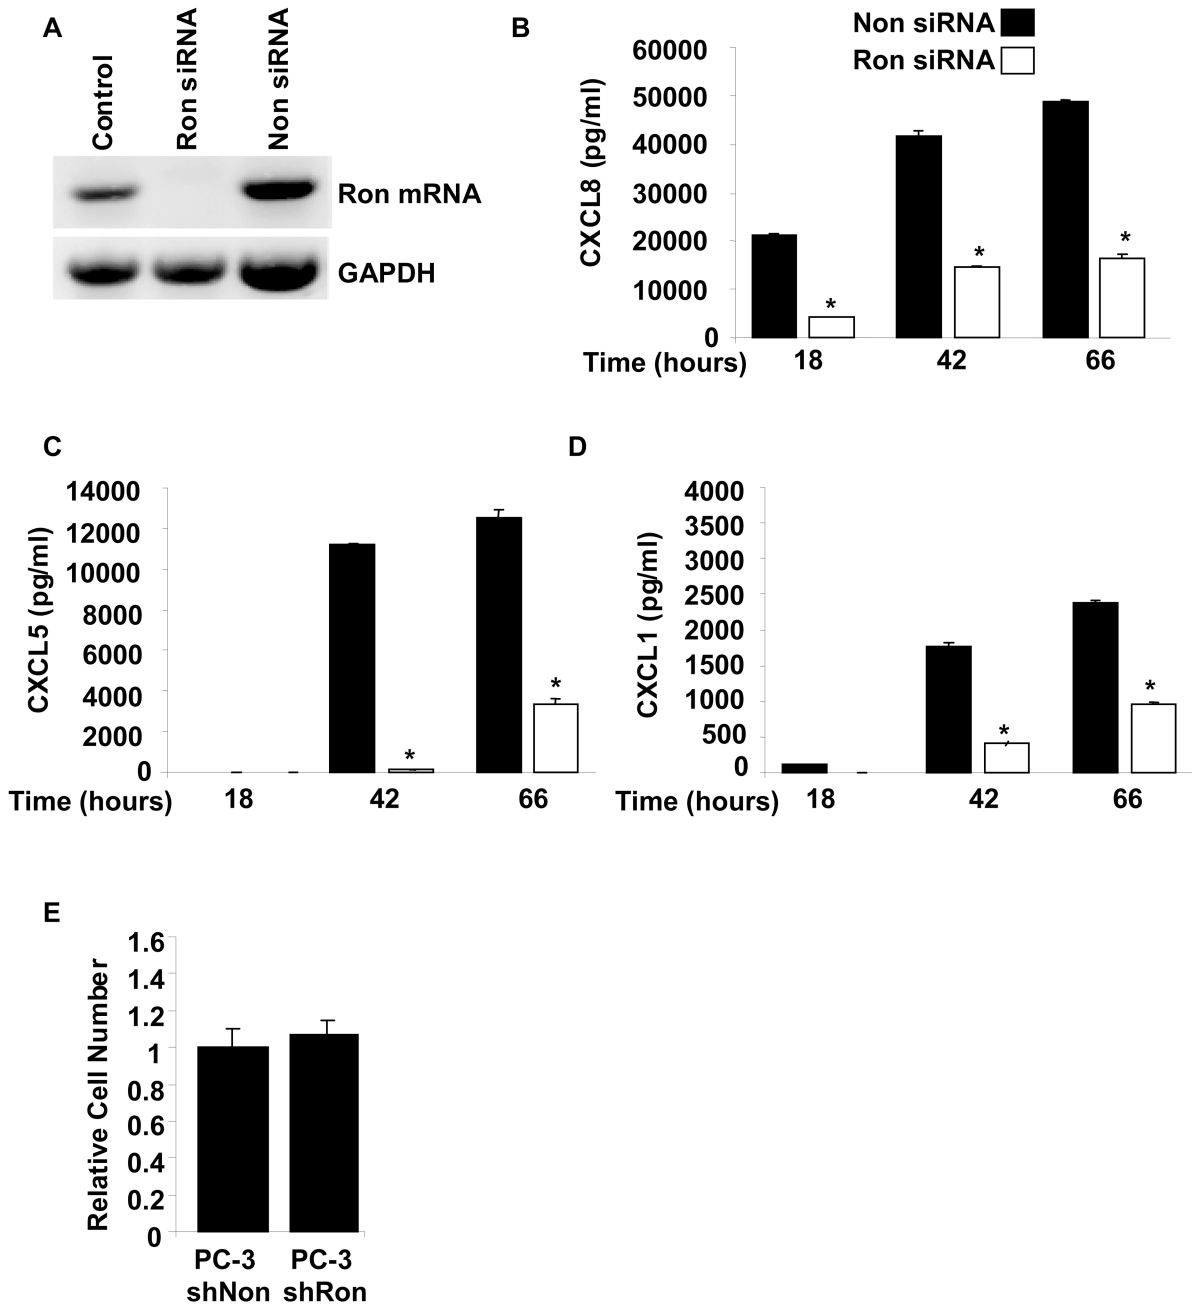 A
Control
Ron siRNA
Non siRNA
Ron mRNA
GAPDH
B
Non siRNA
Ron siRNA
CXCL8 (pg/ml)
60000
50000
40000
30000
20000
10000
0
*
*
*
Time (hours)
18
42
66
C
CXCL5 (pg/ml)
14000
12000
10000
8000
6000
4000
2000
0
*
*
Time (hours)
18
42
66
D
CXCL1 (pg/ml)
4000
3500
3000
2500
2000
1500
1000
500
0
*
*
Time (hours)
18
42
66
E
Relative Cell Number
1.6
1.4
1.2
1
0.8
0.6
0.4
0.2
0
PC-3
shNon
PC-3
shRon